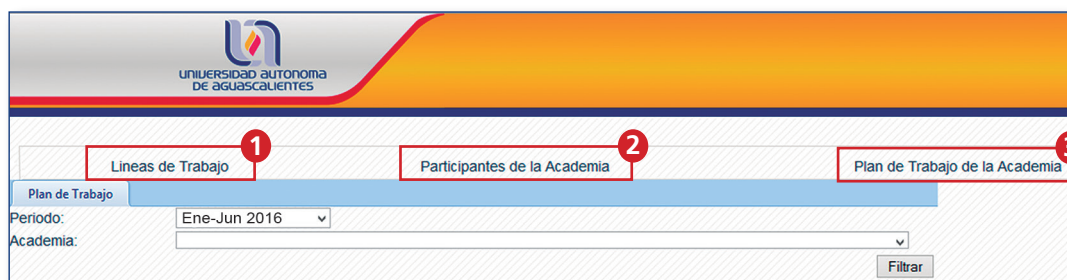 UNIVERSIDAD AUTONOMA
DE AGUASCALIENTES
1 2 3
Lineas de Trabajo Participantes de la Academia Plan de Trabajo de la Academia
Plan de Trabajo
Periodo: Ene-Jun 2016
Academia:
Filtrar